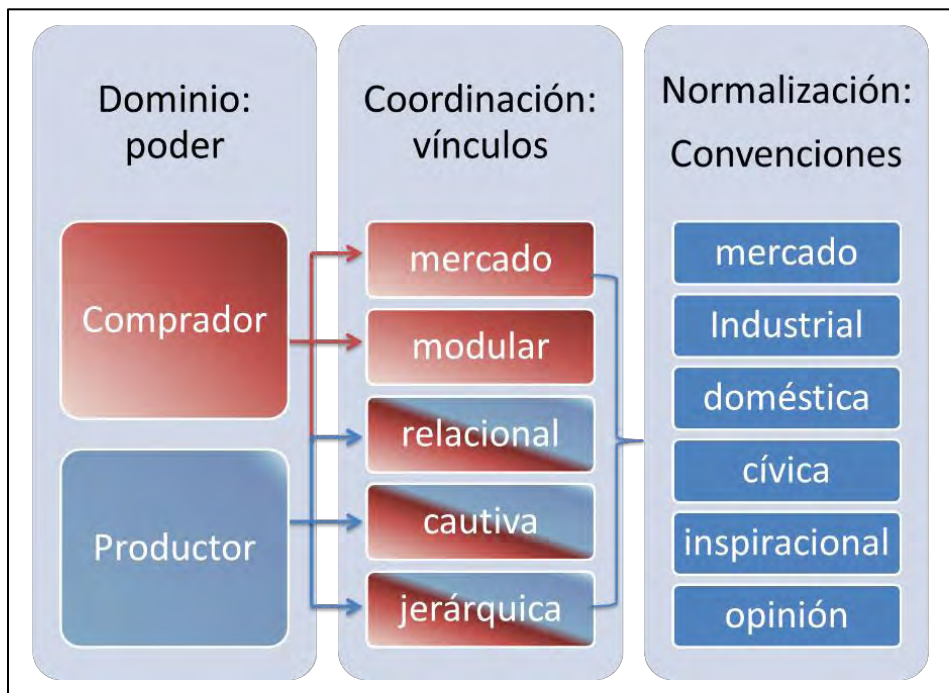 Dominio:
poder
Comprador
Productor
Coordinación:
vínculos
mercado
modular
relacional
cautiva
jerárquica
Normalización:
Convenciones
mercado
Industrial
doméstica
cívica
inspiracional
opinión